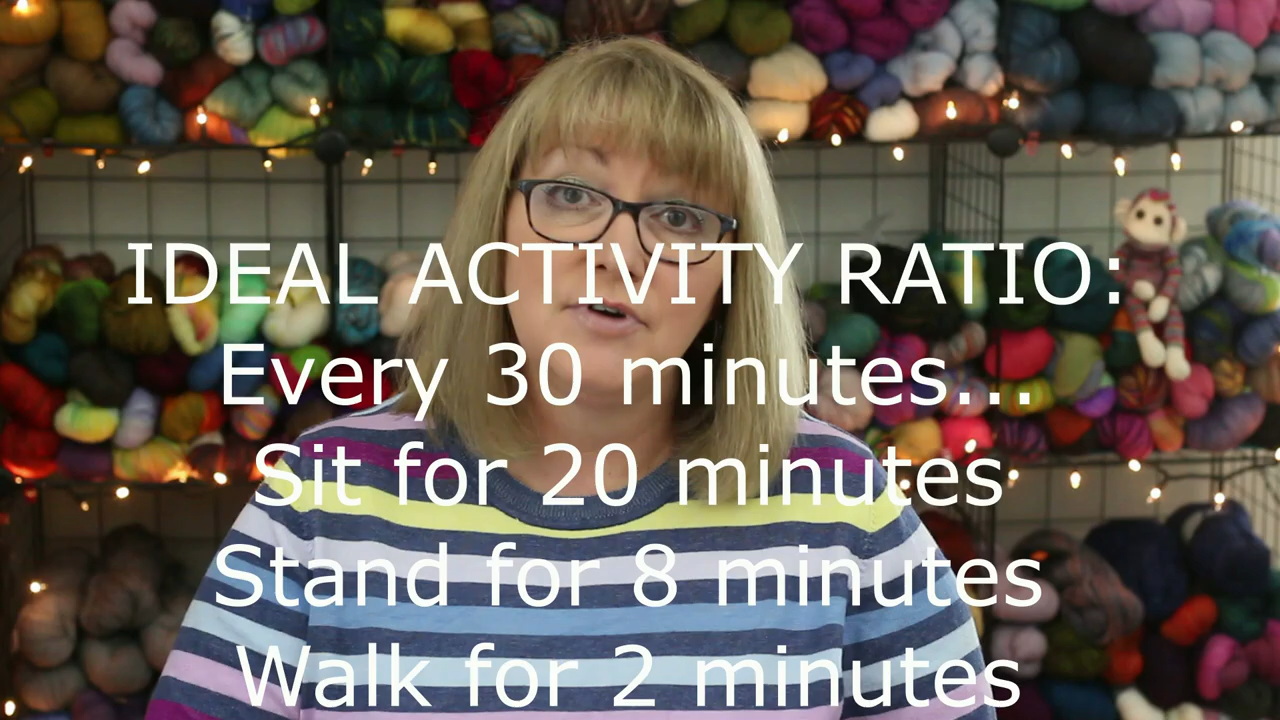 IDEAL ACTIVITY RATIO:
Every 30 minutes...
Sit for 20 minutes
Stand for 8 minutes
Walk for 2 minutes